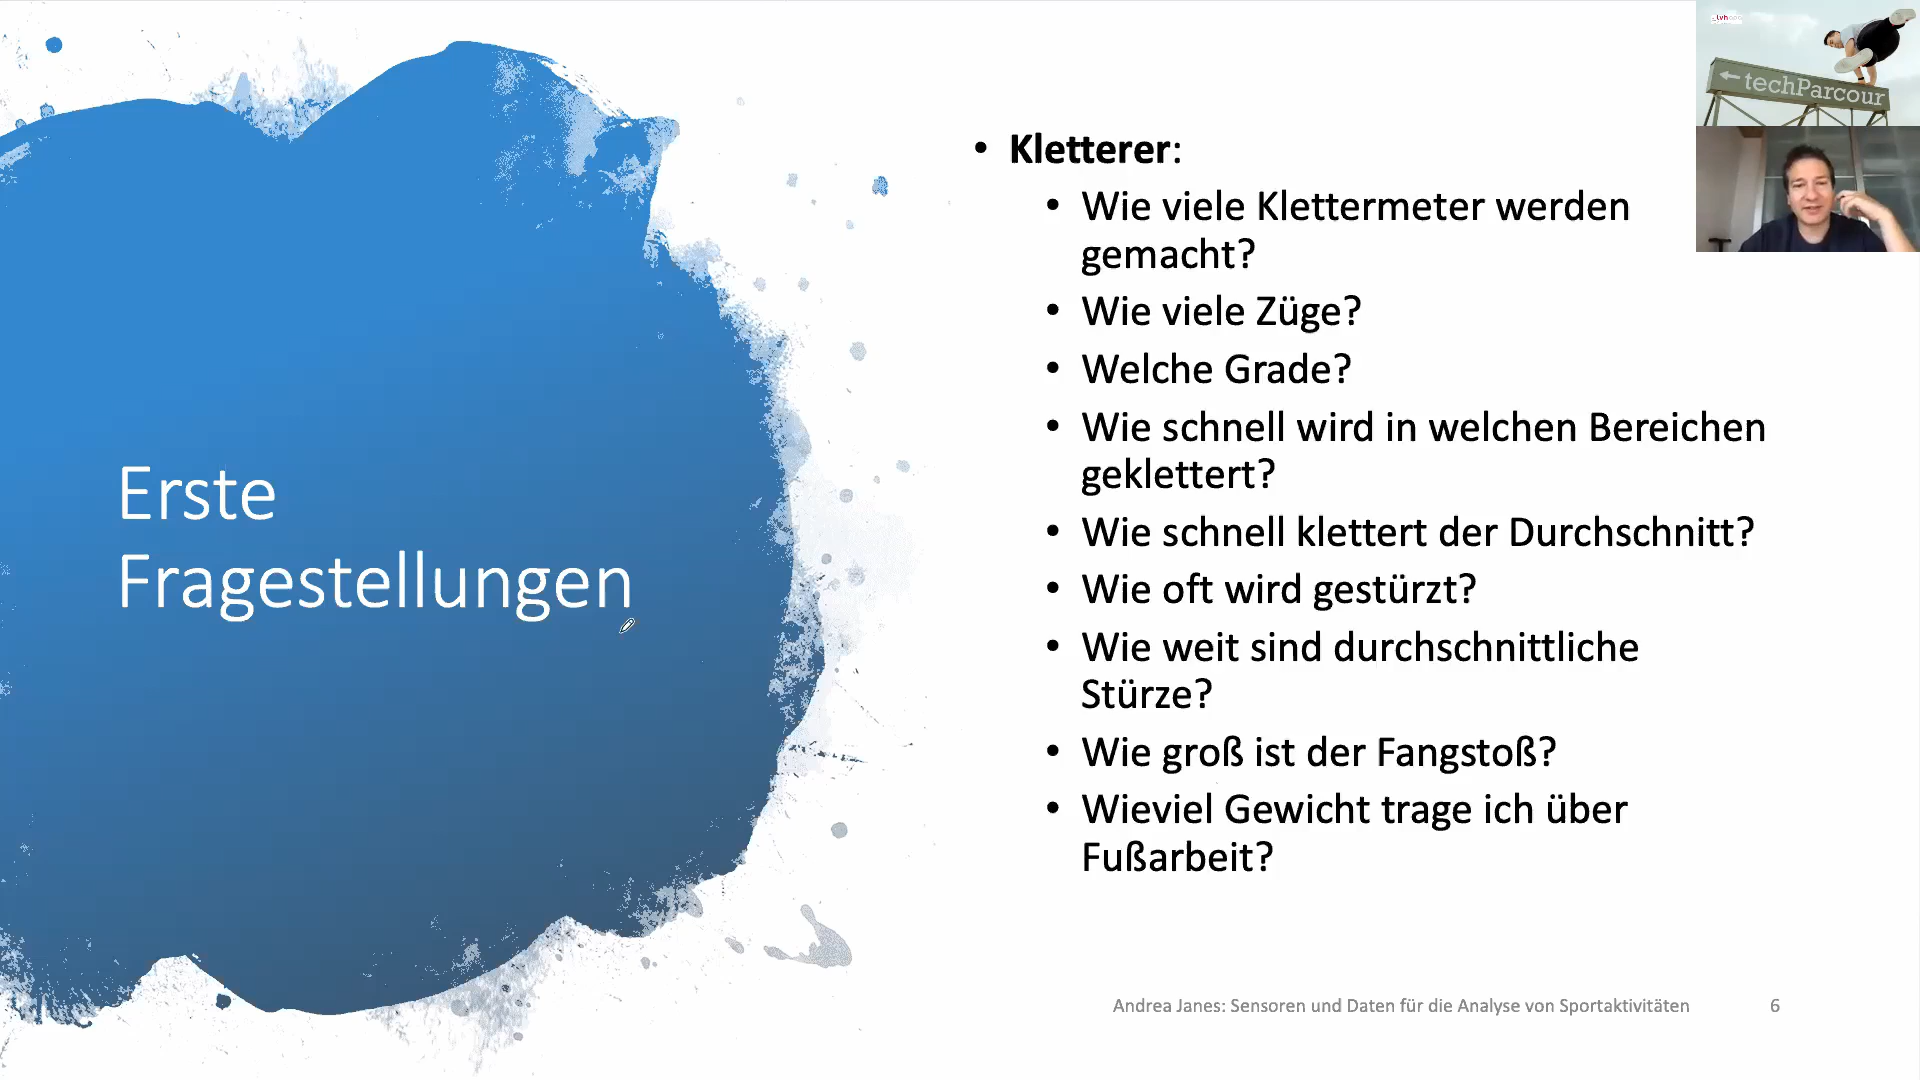 Erste
Fragestellungen
• Kletterer:
• Wie viele Klettermeter werden
gemacht?
• Wie viele Züge?
• Welche Grade?
• Wie schnell wird in welchen Bereichen
geklettert?
• Wie schnell klettert der Durchschnitt?
• Wie oft wird gestürzt?
• Wie weit sind durchschnittliche
Stürze?
• Wie groß ist der Fangstoß?
• Wieviel Gewicht trage ich über
Fußarbeit?
Andrea Janes: Sensoren und Daten für die Analyse von Sportaktivitäten
6
← techParcour